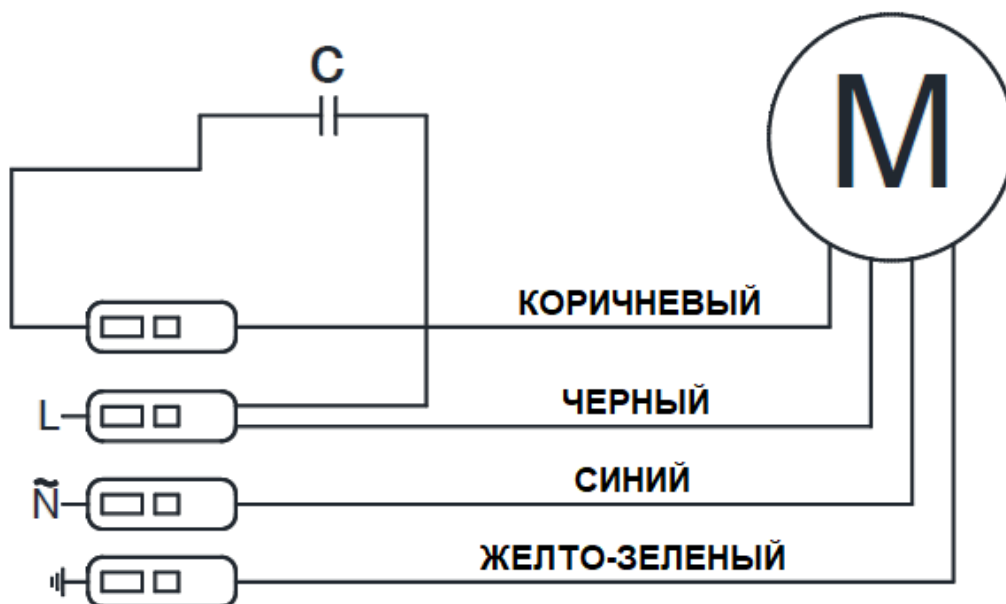 C
M
КОРИЧНЕВЫЙ
L
ЧЕРНЫЙ
Ñ
СИНИЙ
ЖЕЛТО-ЗЕЛЕНЫЙ